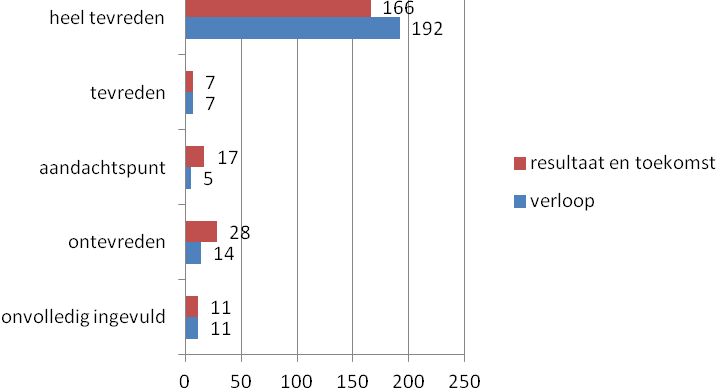 heel tevreden
166
192
tevreden
7
7
aandachtspunt
17
5
ontevreden
28
14
onvolledig ingevuld
11
11
0 50 100 150 200 250
resultaat en toekomst
verloop